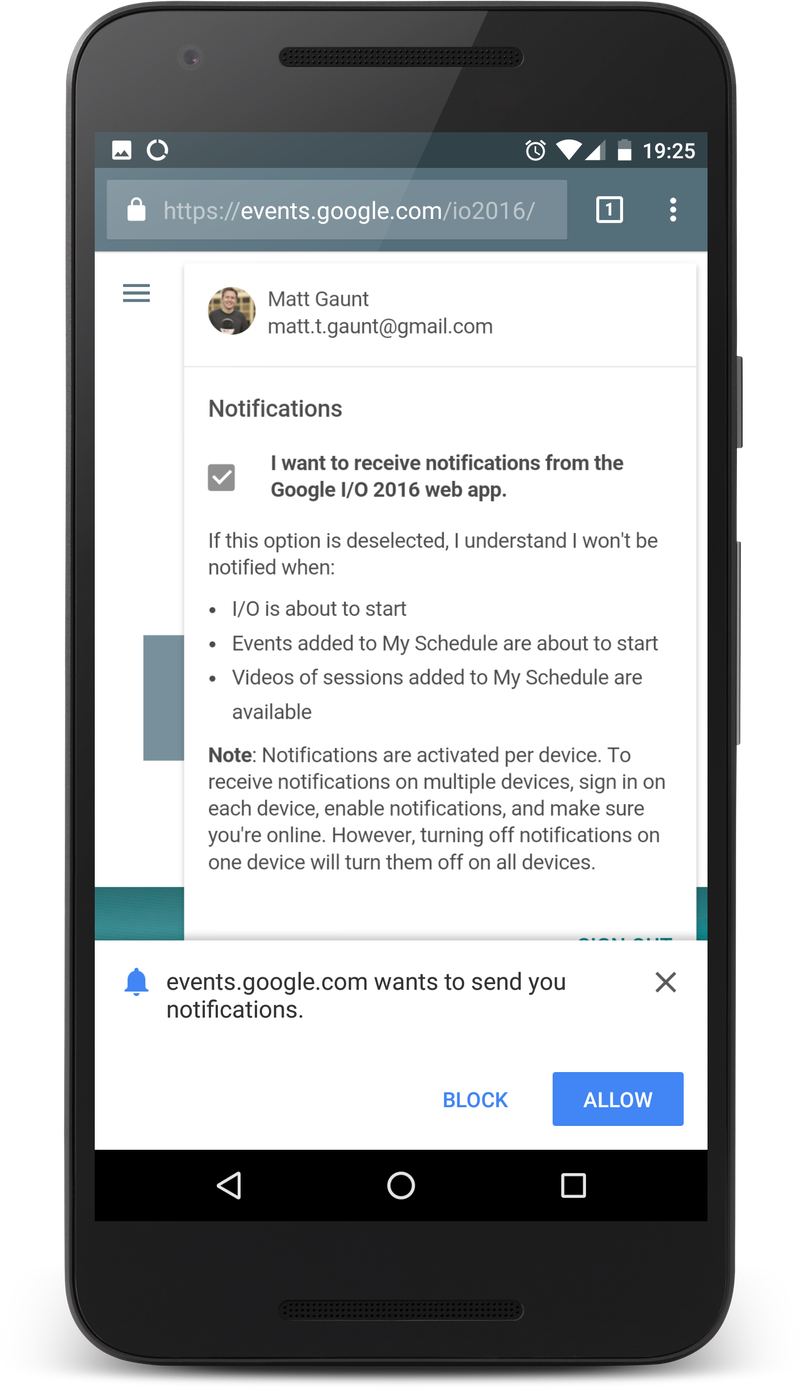 19:25
https://events.google.com/io2016/
1
Matt Gaunt
matt.t.gaunt@gmail.com
Notifications
I want to receive notifications from the
Google I/O 2016 web app.
If this option is deselected, I understand I won't be
notified when:
• I/O is about to start
• Events added to My Schedule are about to start
• Videos of sessions added to My Schedule are
available
Note: Notifications are activated per device. To
receive notifications on multiple devices, sign in on
each device, enable notifications, and make sure
you're online. However, turning off notifications on
one device will turn them off on all devices.
SIGN OUT
events.google.com wants to send you
notifications.
BLOCK
ALLOW